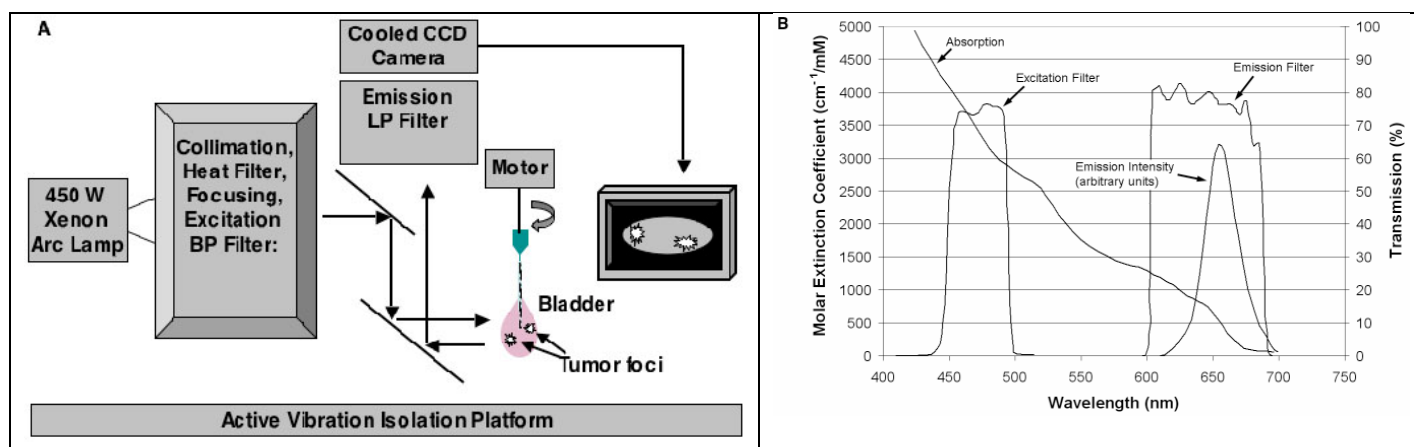 A
Cooled CCD
Camera
Emission
LP Filter
Collimation,
Heat Filter,
Focusing,
Excitation
BP Filter:
Motor
450 W
Xenon
Arc Lamp
Bladder
Tumor foci
Active Vibration Isolation Platform
B
Molar Extinction Coefficient (cm-1/mM)
5000
4500
4000
3500
3000
2500
2000
1500
1000
500
0
Absorption
Excitation Filter
Emission Filter
Emission Intensity
(arbitrary units)
100
90
80
70
60
50
40
30
20
10
0
Transmission (%)
400 450 500 550 600 650 700 750
Wavelength (nm)